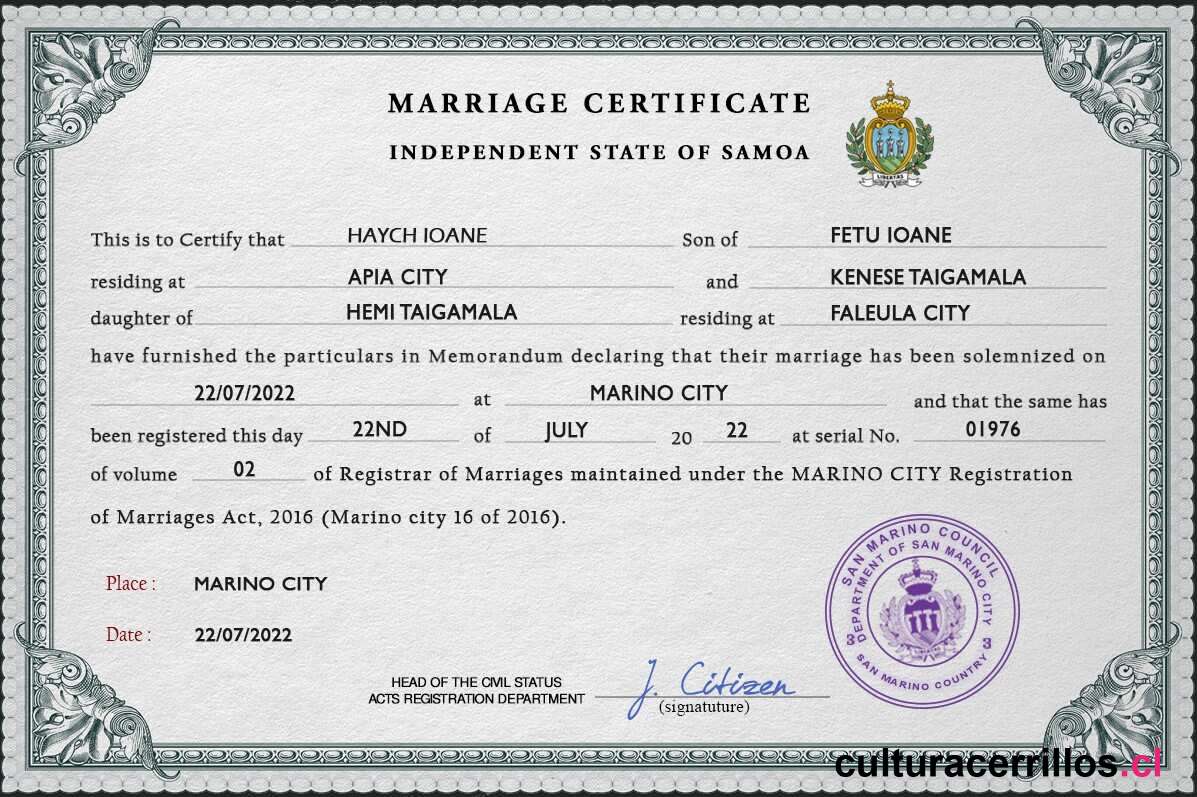 MARRIAGE CERTIFICATE
INDEPENDENT STATE OF SAMOA
LIBERTAS
This is to Certify that HAYCH IOANE Son of FETU IOANE
residing at APIA CITY and KENESE TAIGAMALA
daughter of HEMI TAIGAMALA residing at FALEULA CITY
have furnished the particulars in Memorandum declaring that their marriage has been solemnized on
22/07/2022 at MARINO CITY and that the same has
been registered this day 22ND of JULY 20 22 at serial No. 01976
of volume 02 of Registrar of Marriages maintained under the MARINO CITY Registration
of Marriages Act, 2016 (Marino city 16 of 2016).
Place : MARINO CITY
Date : 22/07/2022
SAN MARINO COUNCIL
DEPARTMENT OF SAN MARINO CITY
3 3
SAN MARINO COUNTRY
HEAD OF THE CIVIL STATUS
ACTS REGISTRATION DEPARTMENT
J. Citizen
(signatuture)
culturacerrillos.cl